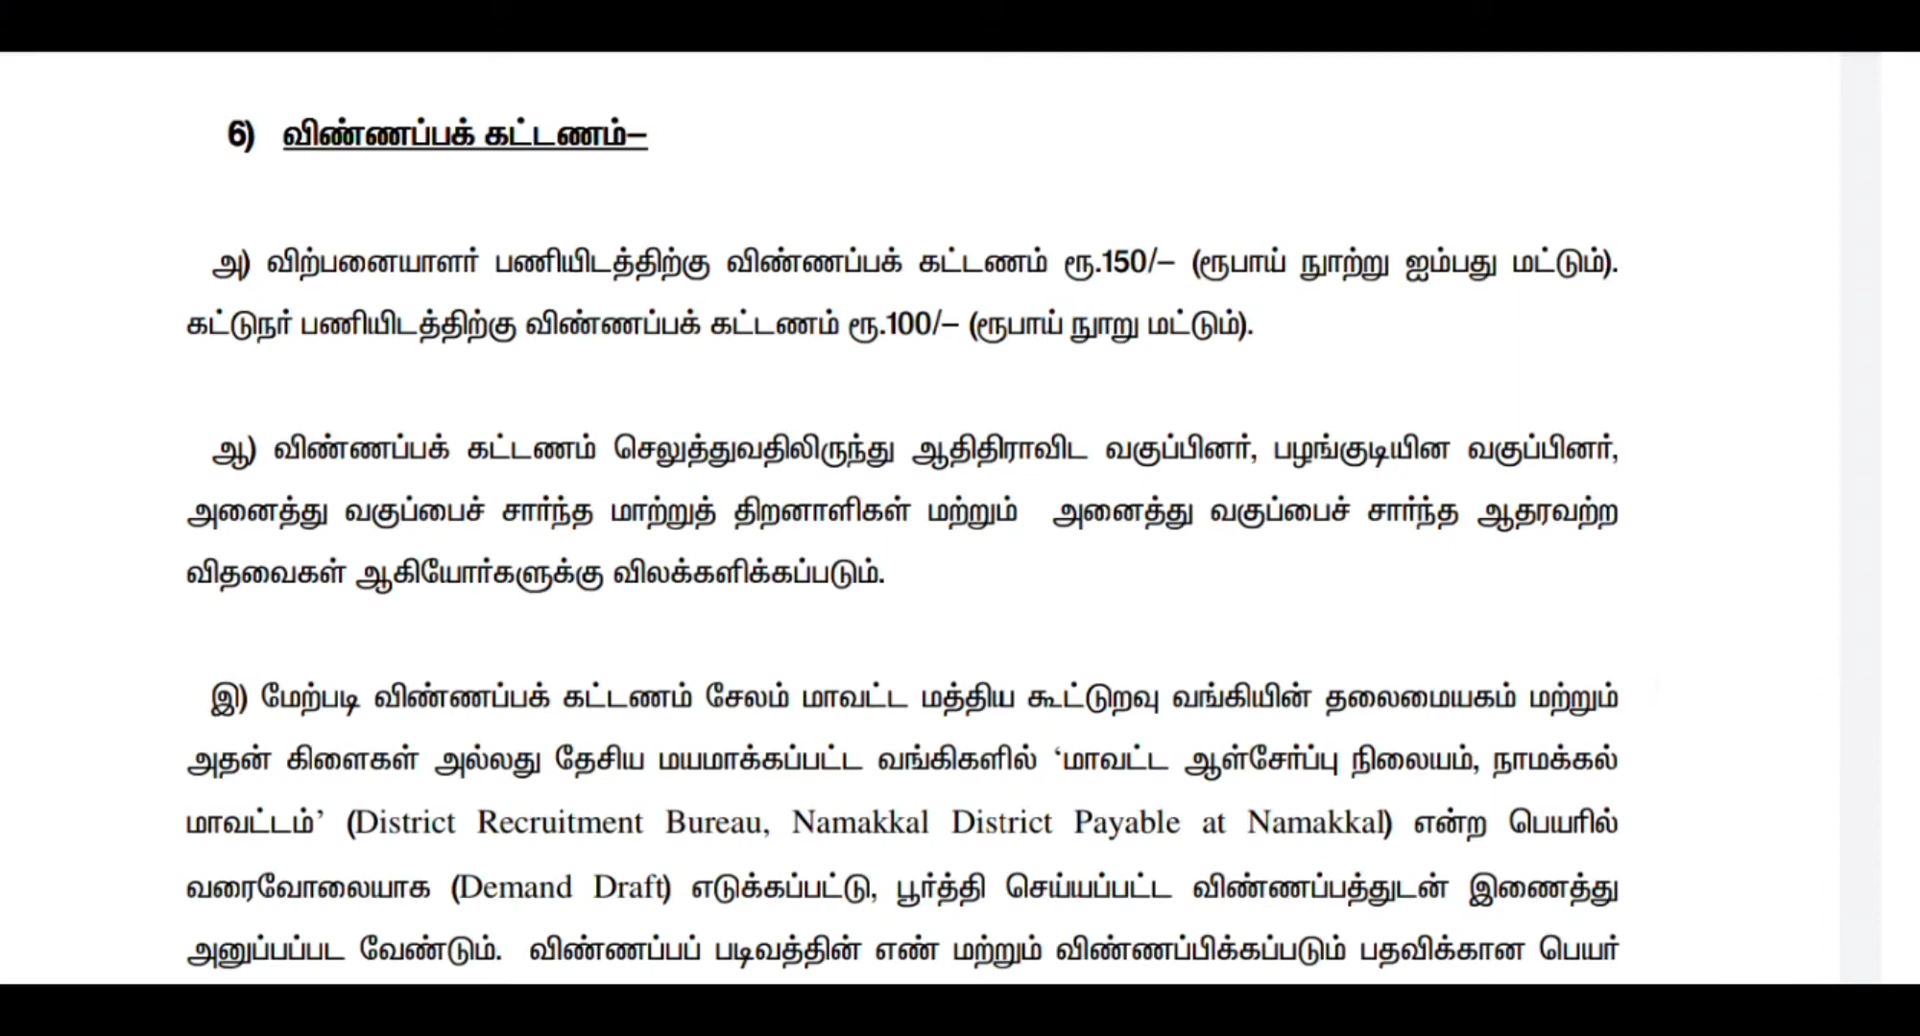 6) விண்ணப்பக் கட்டணம்–
அ) விற்பனையாளர் பணியிடத்திற்கு விண்ணப்பக் கட்டணம் ரூ.150/– (ரூபாய் நூற்று ஐம்பது மட்டும்).
கட்டுநர் பணியிடத்திற்கு விண்ணப்பக் கட்டணம் ரூ.100/– (ரூபாய் நூறு மட்டும்).
ஆ) விண்ணப்பக் கட்டணம் செலுத்துவதிலிருந்து ஆதிதிராவிட வகுப்பினர், பழங்குடியின வகுப்பினர்,
அனைத்து வகுப்பைச் சார்ந்த மாற்றுத் திறனாளிகள் மற்றும் அனைத்து வகுப்பைச் சார்ந்த ஆதரவற்ற
விதவைகள் ஆகியோர்களுக்கு விலக்களிக்கப்படும்.
இ) மேற்படி விண்ணப்பக் கட்டணம் சேலம் மாவட்ட மத்திய கூட்டுறவு வங்கியின் தலைமையகம் மற்றும்
அதன் கிளைகள் அல்லது தேசிய மயமாக்கப்பட்ட வங்கிகளில் ‘மாவட்ட ஆள்சேர்ப்பு நிலையம், நாமக்கல்
மாவட்டம்’ (District Recruitment Bureau, Namakkal District Payable at Namakkal) என்ற பெயரில்
வரைவோலையாக (Demand Draft) எடுக்கப்பட்டு, பூர்த்தி செய்யப்பட்ட விண்ணப்பத்துடன் இணைத்து
அனுப்பப்பட வேண்டும். விண்ணப்பப் படிவத்தின் எண் மற்றும் விண்ணப்பிக்கப்படும் பதவிக்கான பெயர்